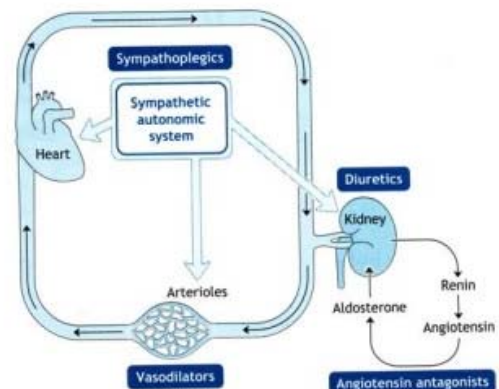 Sympathoplegics
Sympathetic
autonomic
system
Heart
Diuretics
Kidney
Arterioles
Renin
Aldosterone
Angiotensin
Vasodilators
Angiotensin antagonists